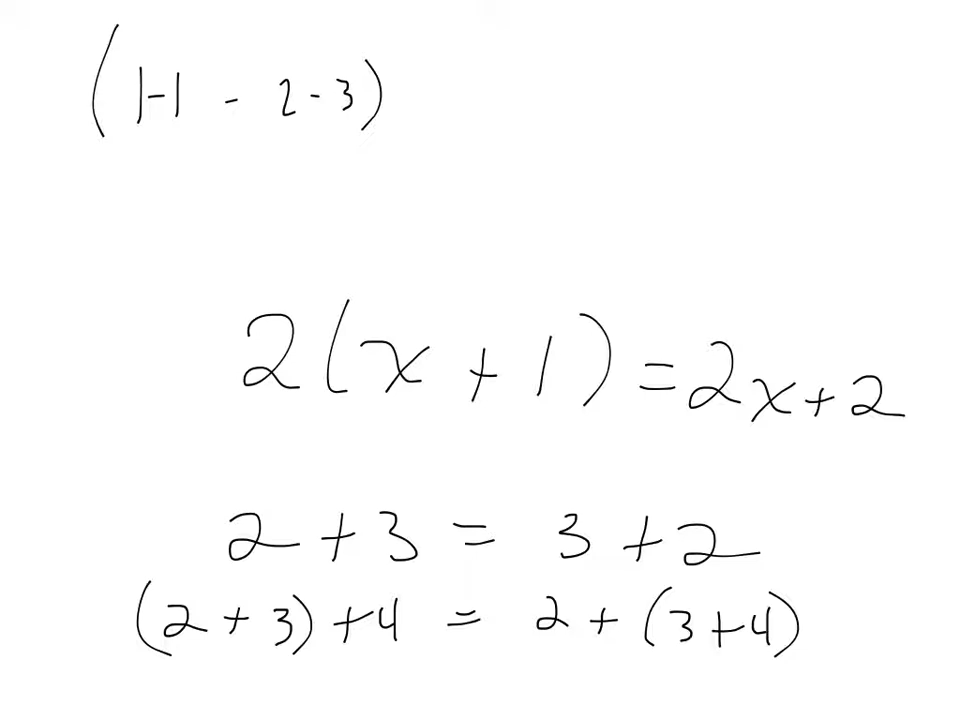 (1-1 - 2-3)
2(x+1)=2x+2
2+3 = 3+2
(2+3)+4 = 2+(3+4)